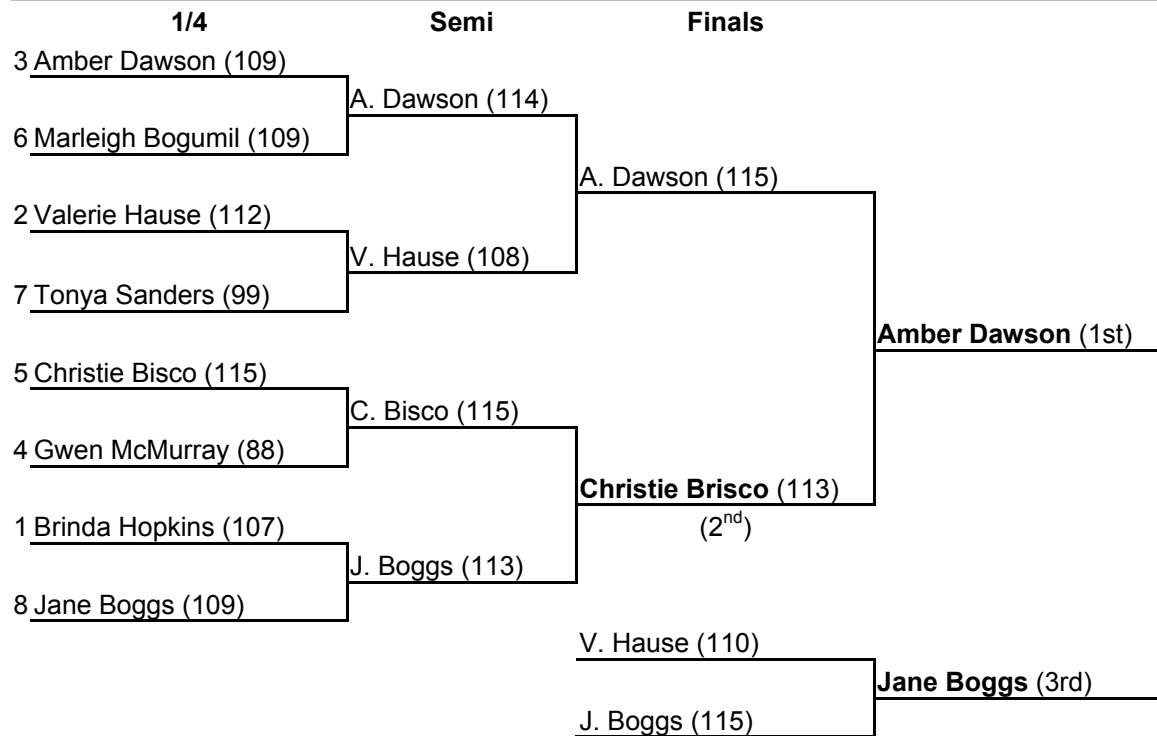 1/4 Semi Finals
3 Amber Dawson (109)
A. Dawson (114)
6 Marleigh Bogumil (109)
A. Dawson (115)
2 Valerie Hause (112)
V. Hause (108)
7 Tonya Sanders (99)
Amber Dawson (1st)
5 Christie Bisco (115)
C. Bisco (115)
4 Gwen McMurray (88)
Christie Brisco (113)
(2nd)
1 Brinda Hopkins (107)
J. Boggs (113)
8 Jane Boggs (109)
V. Hause (110)
Jane Boggs (3rd)
J. Boggs (115)